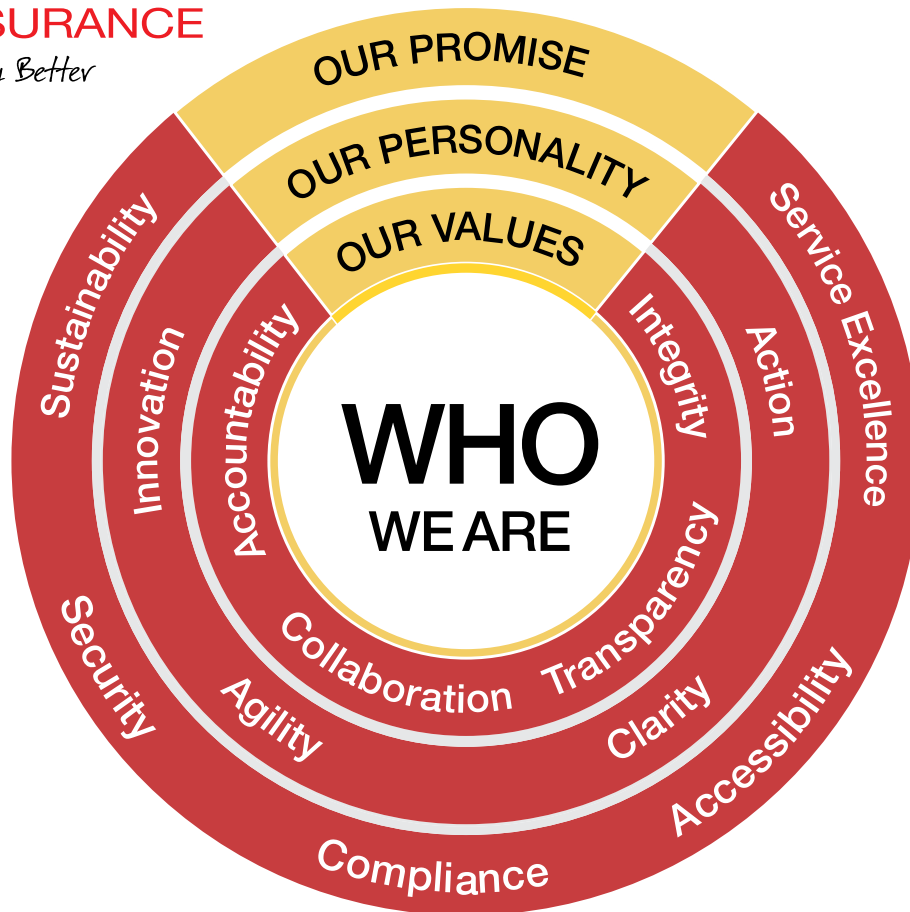 SURANCE
Better
OUR PROMISE
Service Excellence
Accessibility
Compliance
Security
Sustainability
OUR PERSONALITY
Action
Clarity
Agility
Innovation
OUR VALUES
Integrity
Transparency
Collaboration
Accountability
WHO
WE ARE